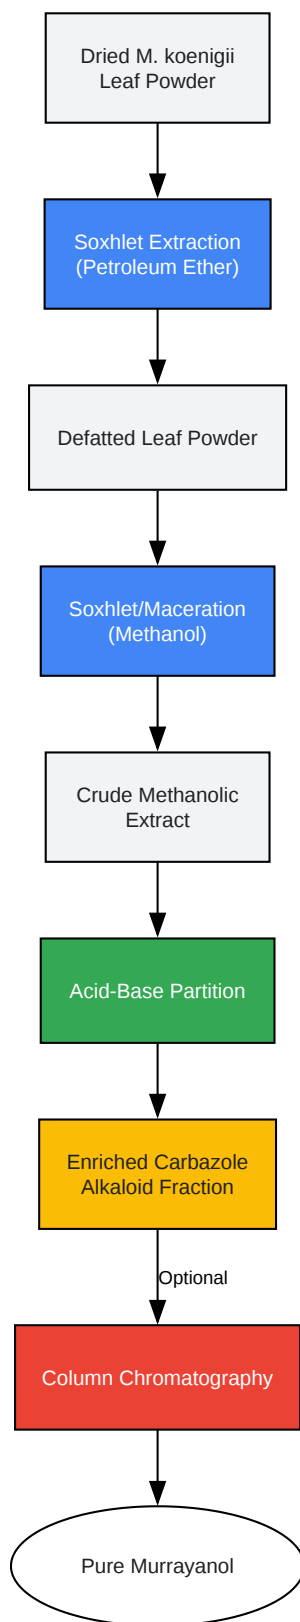 Dried M. koenigii
Leaf Powder
Soxhlet Extraction
(Petroleum Ether)
Defatted Leaf Powder
Soxhlet/Maceration
(Methanol)
Crude Methanolic
Extract
Acid-Base Partition
Enriched Carbazole
Alkaloid Fraction
Optional
Column Chromatography
Pure Murrayanol